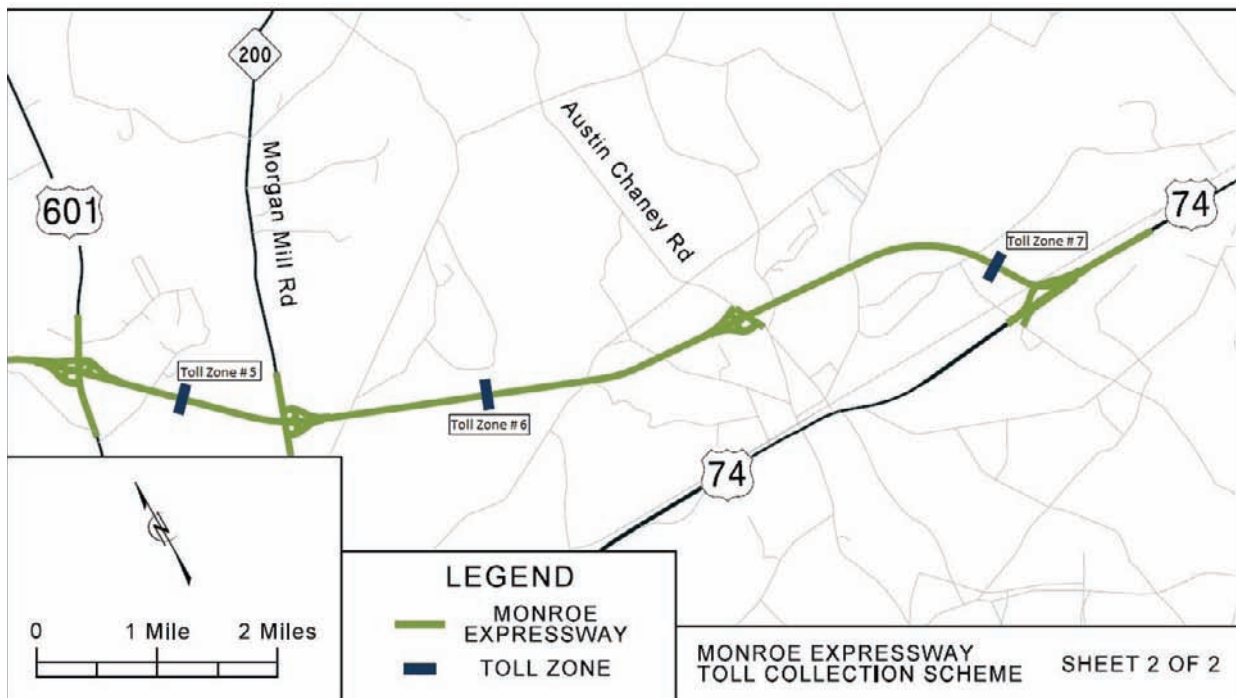 200
601
Morgan Mill Rd
Austin Chaney Rd
74
Toll Zone # 7
Toll Zone # 5
Toll Zone # 6
74
N
0 1 Mile 2 Miles
LEGEND
MONROE
EXPRESSWAY
TOLL ZONE
MONROE EXPRESSWAY
TOLL COLLECTION SCHEME
SHEET 2 OF 2